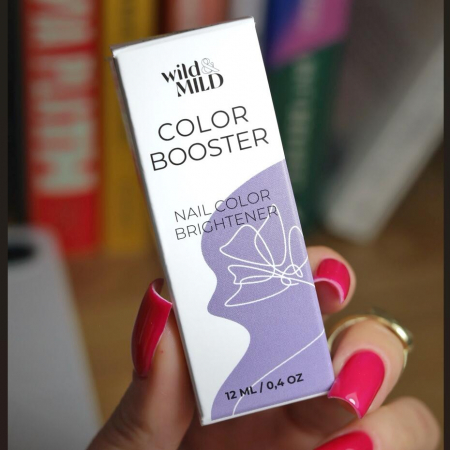 wild&
MILD
COLOR
BOOSTER
NAIL COLOR
BRIGHTENER
12 ML / 0,4 OZ